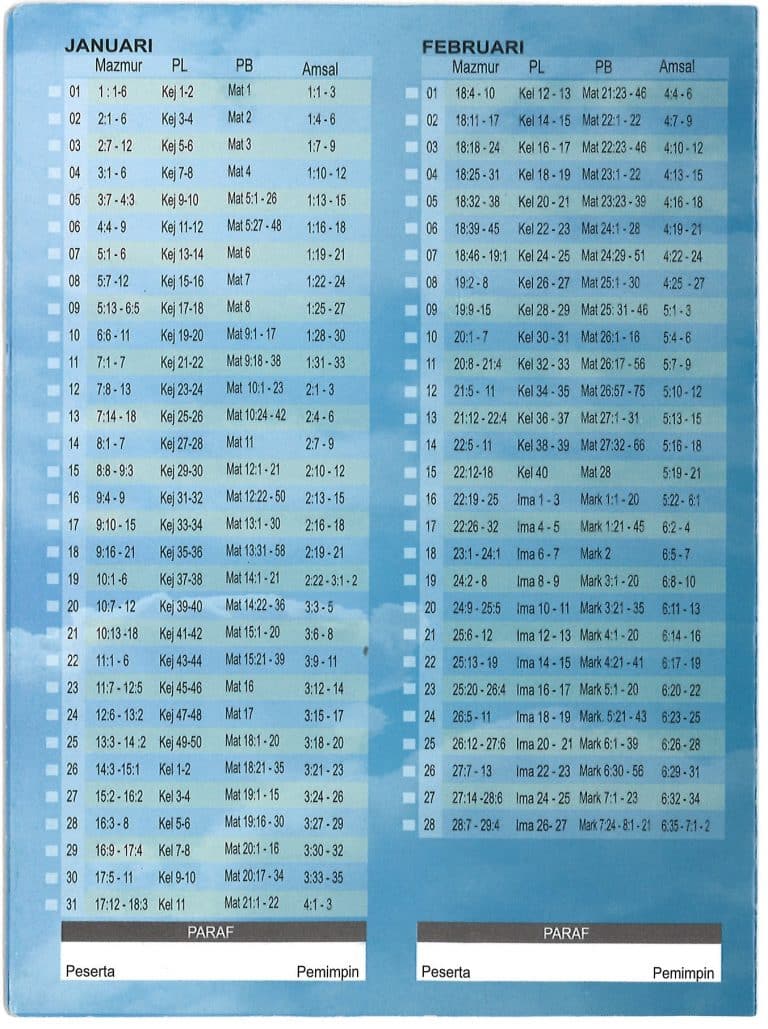 JANUARI
Mazmur PL PB Amsal
01 1 : 1-6 Kej 1-2 Mat 1 1:1 - 3
02 2:1 - 6 Kej 3-4 Mat 2 1:4 - 6
03 2:7 - 12 Kej 5-6 Mat 3 1:7 - 9
04 3:1 - 6 Kej 7-8 Mat 4 1:10 - 12
05 3:7 - 4:3 Kej 9-10 Mat 5:1 - 26 1:13 - 15
06 4:4 - 9 Kej 11-12 Mat 5:27 - 48 1:16 - 18
07 5:1 - 6 Kej 13-14 Mat 6 1:19 - 21
08 5:7 -12 Kej 15-16 Mat 7 1:22 - 24
09 5:13 - 6:5 Kej 17-18 Mat 8 1:25 - 27
10 6:6 - 11 Kej 19-20 Mat 9:1 - 17 1:28 - 30
11 7:1 - 7 Kej 21-22 Mat 9:18 - 38 1:31 - 33
12 7:8 - 13 Kej 23-24 Mat 10:1 - 23 2:1 - 3
13 7:14 - 18 Kej 25-26 Mat 10:24 - 42 2:4 - 6
14 8:1 - 7 Kej 27-28 Mat 11 2:7 - 9
15 8:8 - 9:3 Kej 29-30 Mat 12:1 - 21 2:10 - 12
16 9:4 - 9 Kej 31-32 Mat 12:22 - 50 2:13 - 15
17 9:10 - 15 Kej 33-34 Mat 13:1 - 30 2:16 - 18
18 9:16 - 21 Kej 35-36 Mat 13:31 - 58 2:19 - 21
19 10:1 -6 Kej 37-38 Mat 14:1 - 21 2:22 - 3:1 - 2
20 10:7 - 12 Kej 39-40 Mat 14:22 - 36 3:3 - 5
21 10:13 -18 Kej 41-42 Mat 15:1 - 20 3:6 - 8
22 11:1 - 6 Kej 43-44 Mat 15:21 - 39 3:9 - 11
23 11:7 - 12:5 Kej 45-46 Mat 16 3:12 - 14
24 12:6 - 13:2 Kej 47-48 Mat 17 3:15 - 17
25 13:3 - 14 :2 Kej 49-50 Mat 18:1 - 20 3:18 - 20
26 14:3 -15:1 Kel 1-2 Mat 18:21 - 35 3:21 - 23
27 15:2 - 16:2 Kel 3-4 Mat 19:1 - 15 3:24 - 26
28 16:3 - 8 Kel 5-6 Mat 19:16 - 30 3:27 - 29
29 16:9 - 17:4 Kel 7-8 Mat 20:1 - 16 3:30 - 32
30 17:5 - 11 Kel 9-10 Mat 20:17 - 34 3:33 - 35
31 17:12 - 18:3 Kel 11 Mat 21:1 - 22 4:1 - 3
PARAF
Peserta Pemimpin
FEBRUARI
Mazmur PL PB Amsal
01 18:4 - 10 Kel 12 - 13 Mat 21:23 - 46 4:4 - 6
02 18:11 - 17 Kel 14 - 15 Mat 22:1 - 22 4:7 - 9
03 18:18 - 24 Kel 16 - 17 Mat 22:23 - 46 4:10 - 12
04 18:25 - 31 Kel 18 - 19 Mat 23:1 - 22 4:13 - 15
05 18:32 - 38 Kel 20 - 21 Mat 23:23 - 39 4:16 - 18
06 18:39 - 45 Kel 22 - 23 Mat 24:1 - 28 4:19 - 21
07 18:46 - 19:1 Kel 24 - 25 Mat 24:29 - 51 4:22 - 24
08 19:2 - 8 Kel 26 - 27 Mat 25:1 - 30 4:25 - 27
09 19:9 -15 Kel 28 - 29 Mat 25: 31 - 46 5:1 - 3
10 20:1 - 7 Kel 30 - 31 Mat 26:1 - 16 5:4 - 6
11 20:8 - 21:4 Kel 32 - 33 Mat 26:17 - 56 5:7 - 9
12 21:5 - 11 Kel 34 - 35 Mat 26:57 - 75 5:10 - 12
13 21:12 - 22:4 Kel 36 - 37 Mat 27:1 - 31 5:13 - 15
14 22:5 - 11 Kel 38 - 39 Mat 27:32 - 66 5:16 - 18
15 22:12-18 Kel 40 Mat 28 5:19 - 21
16 22:19 - 25 Ima 1 - 3 Mark 1:1 - 20 5:22 - 6:1
17 22:26 - 32 Ima 4 - 5 Mark 1:21 - 45 6:2 - 4
18 23:1 - 24:1 Ima 6 - 7 Mark 2 6:5 - 7
19 24:2 - 8 Ima 8 - 9 Mark 3:1 - 20 6:8 - 10
20 24:9 - 25:5 Ima 10 - 11 Mark 3:21 - 35 6:11 - 13
21 25:6 - 12 Ima 12 - 13 Mark 4:1 - 20 6:14 - 16
22 25:13 - 19 Ima 14 - 15 Mark 4:21 - 41 6:17 - 19
23 25:20 - 26:4 Ima 16 - 17 Mark 5:1 - 20 6:20 - 22
24 26:5 - 11 Ima 18 - 19 Mark. 5:21 - 43 6:23 - 25
25 26:12 - 27:6 Ima 20 - 21 Mark 6:1 - 39 6:26 - 28
26 27:7 - 13 Ima 22 - 23 Mark 6:30 - 56 6:29 - 31
27 27:14 -28:6 Ima 24 - 25 Mark 7:1 - 23 6:32 - 34
28 28:7 - 29:4 Ima 26- 27 Mark 7:24 - 8:1 - 21 6:35 - 7:1 - 2
PARAF
Peserta Pemimpin